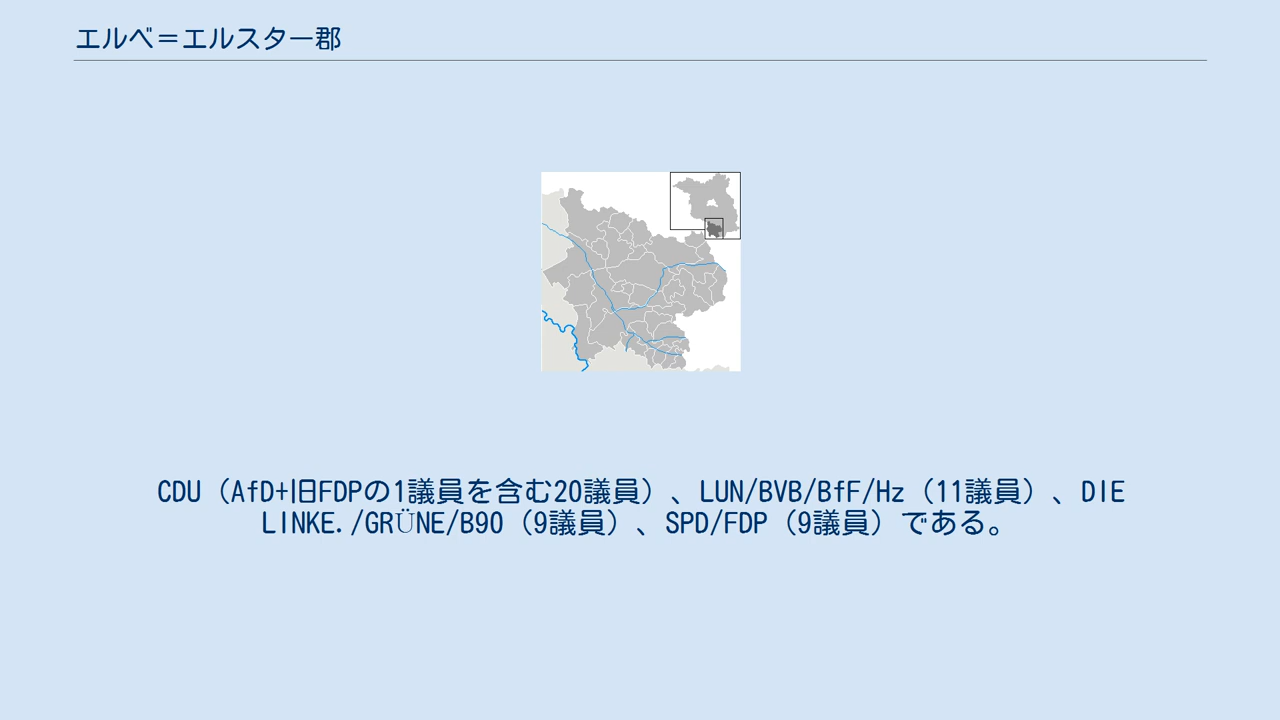 エルベ＝エルスター郡
CDU（AfD+旧FDPの1議員を含む20議員）、LUN/BVB/BfF/Hz（11議員）、DIE
LINKE./GRÜNE/B90（9議員）、SPD/FDP（9議員）である。